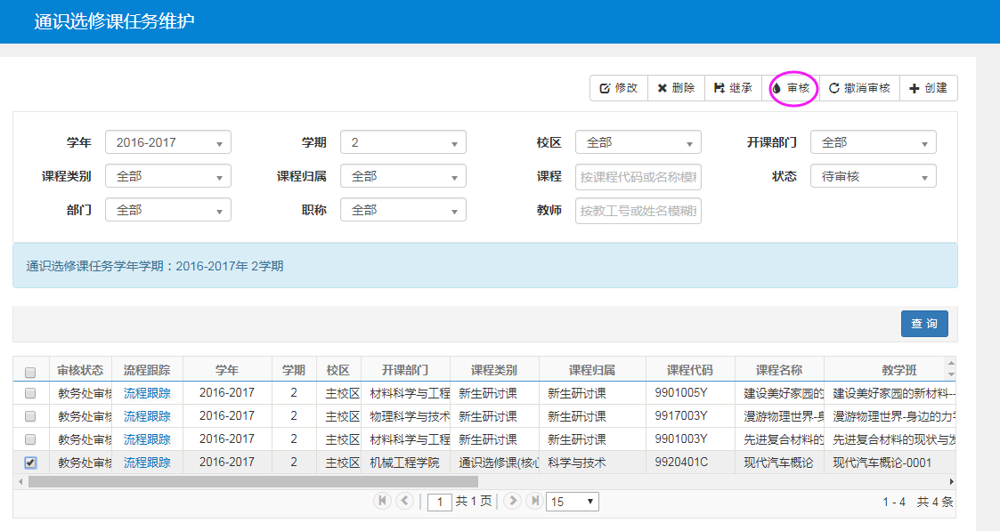 通识选修课任务维护
修改 删除 继承 审核 撤消审核 创建
学年 2016-2017 学期 2 校区 全部 开课部门 全部
课程类别 全部 课程归属 全部 课程 按课程代码或名称模糊 状态 待审核
部门 全部 职称 全部 教师 按教工号或姓名模糊
通识选修课任务学年学期：2016-2017年 2学期
查 询
审核状态 流程跟踪 学年 学期 校区 开课部门 课程类别 课程归属 课程代码 课程名称 教学班
教务处审核 流程跟踪 2016-2017 2 主校区 材料科学与工程 新生研讨课 新生研讨课 9901005Y 建设美好家园的 建设美好家园的新材料--
教务处审核 流程跟踪 2016-2017 2 主校区 物理科学与技术 新生研讨课 新生研讨课 9917003Y 漫游物理世界-身 漫游物理世界-身边的力学
教务处审核 流程跟踪 2016-2017 2 主校区 材料科学与工程 新生研讨课 新生研讨课 9901003Y 先进复合材料的 先进复合材料的现状与发
教务处审核 流程跟踪 2016-2017 2 主校区 机械工程学院 通识选修课(核心 科学与技术 9920401C 现代汽车概论 现代汽车概论-0001
1 共 1 页 15 1 - 4 共 4 条